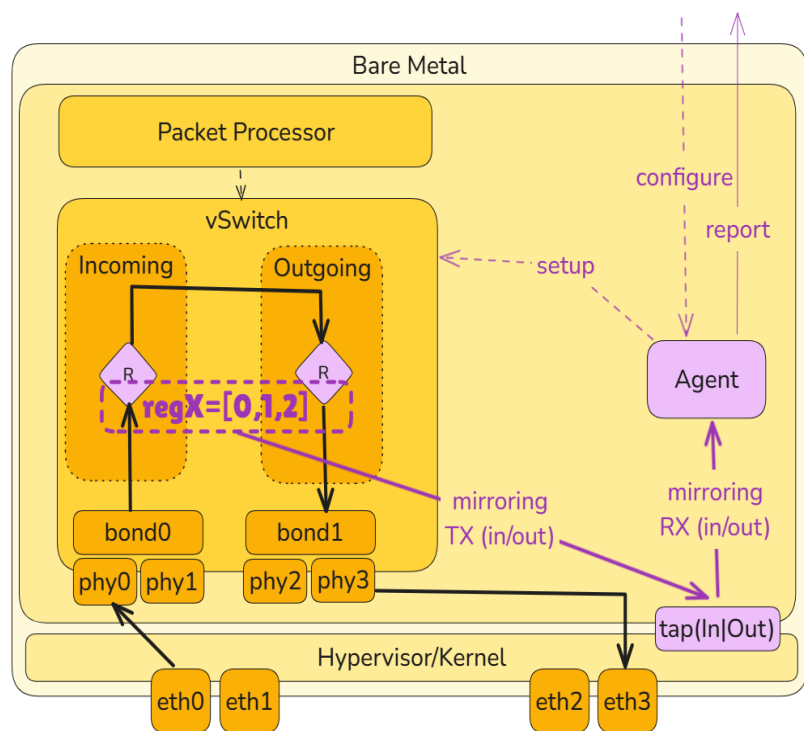 Bare Metal
Packet Processor
configure
report
vSwitch
Incoming
Outgoing
setup
R
R
Agent
regX=[0,1,2]
mirroring
TX (in/out)
mirroring
RX (in/out)
bond0
bond1
phy0
phy1
phy2
phy3
tap(In|Out)
Hypervisor/Kernel
eth0
eth1
eth2
eth3